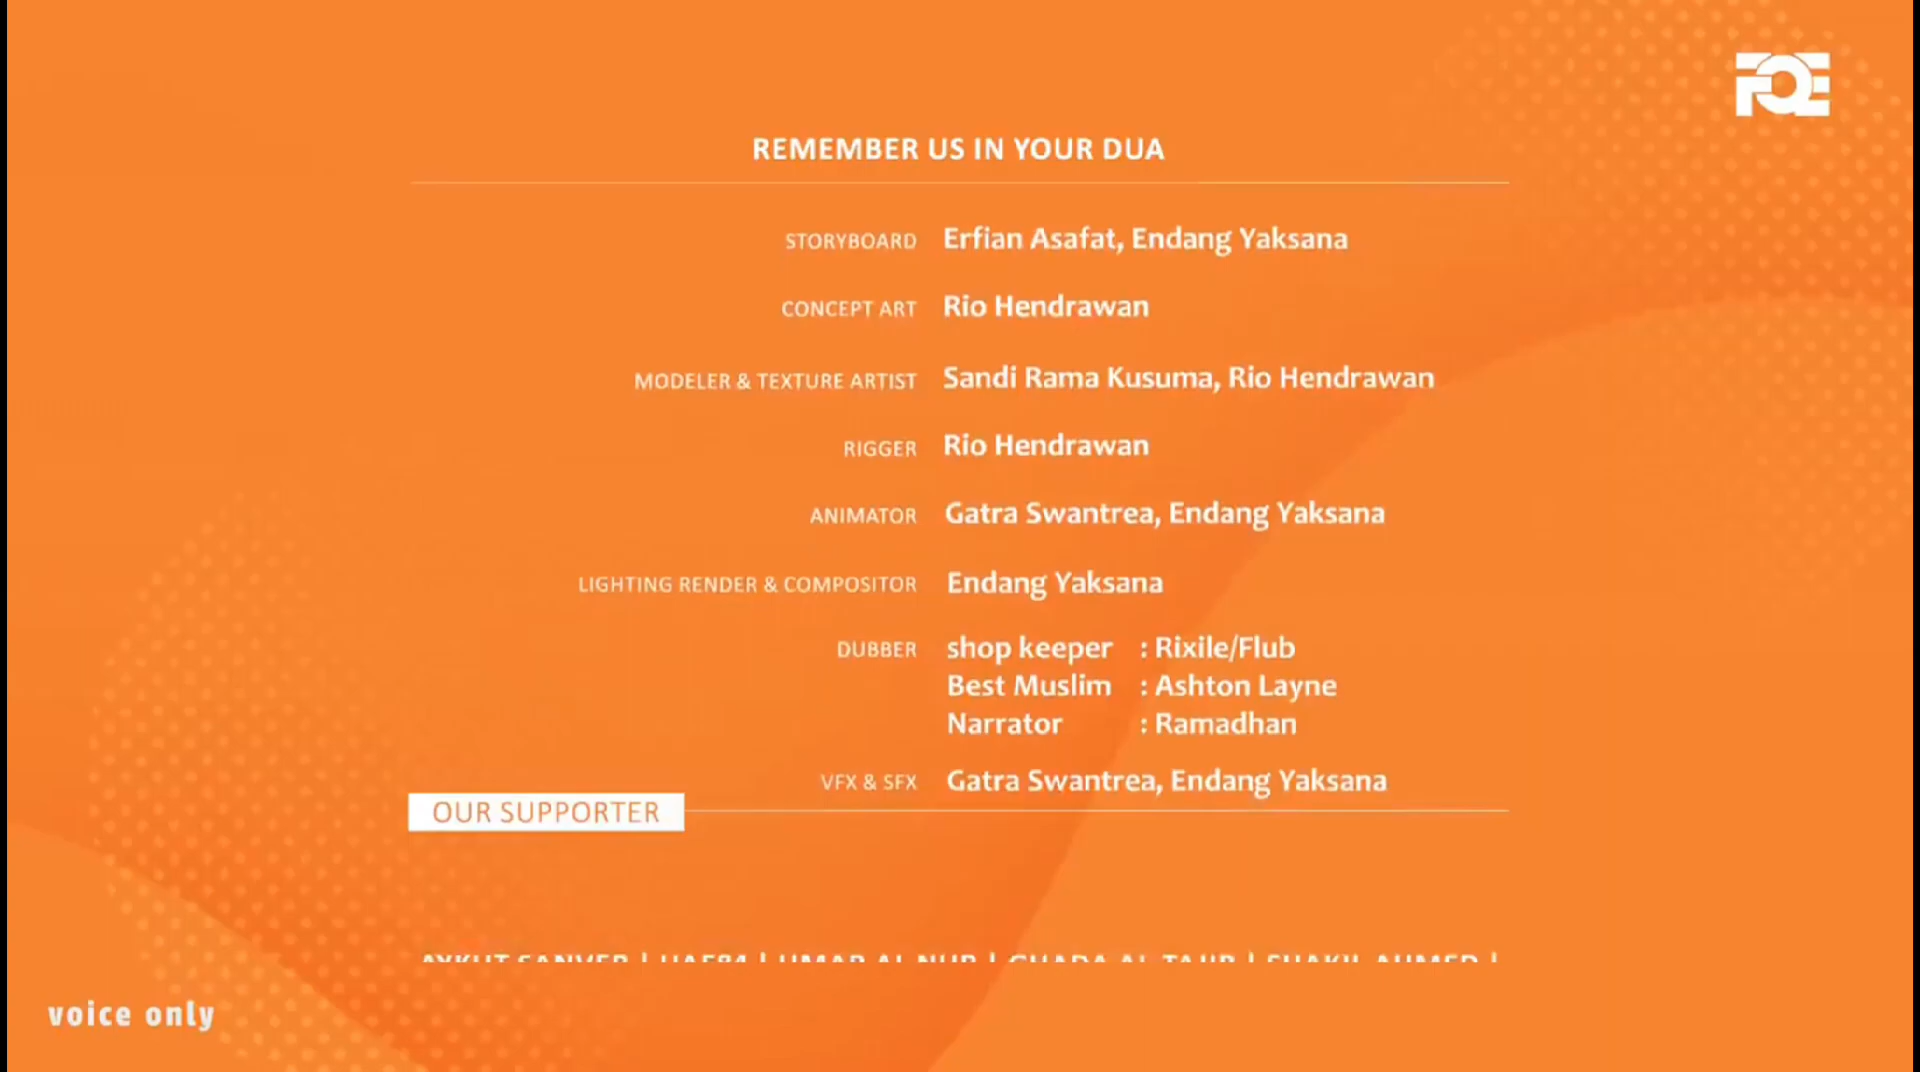 FQE
REMEMBER US IN YOUR DUA
STORYBOARD Erfian Asafat, Endang Yaksana
CONCEPT ART Rio Hendrawan
MODELER & TEXTURE ARTIST Sandi Rama Kusuma, Rio Hendrawan
RIGGER Rio Hendrawan
ANIMATOR Gatra Swantrea, Endang Yaksana
LIGHTING RENDER & COMPOSITOR Endang Yaksana
DUBBER shop keeper : Rixile/Flub
Best Muslim : Ashton Layne
Narrator : Ramadhan
VFX & SFX Gatra Swantrea, Endang Yaksana
OUR SUPPORTER
voice only